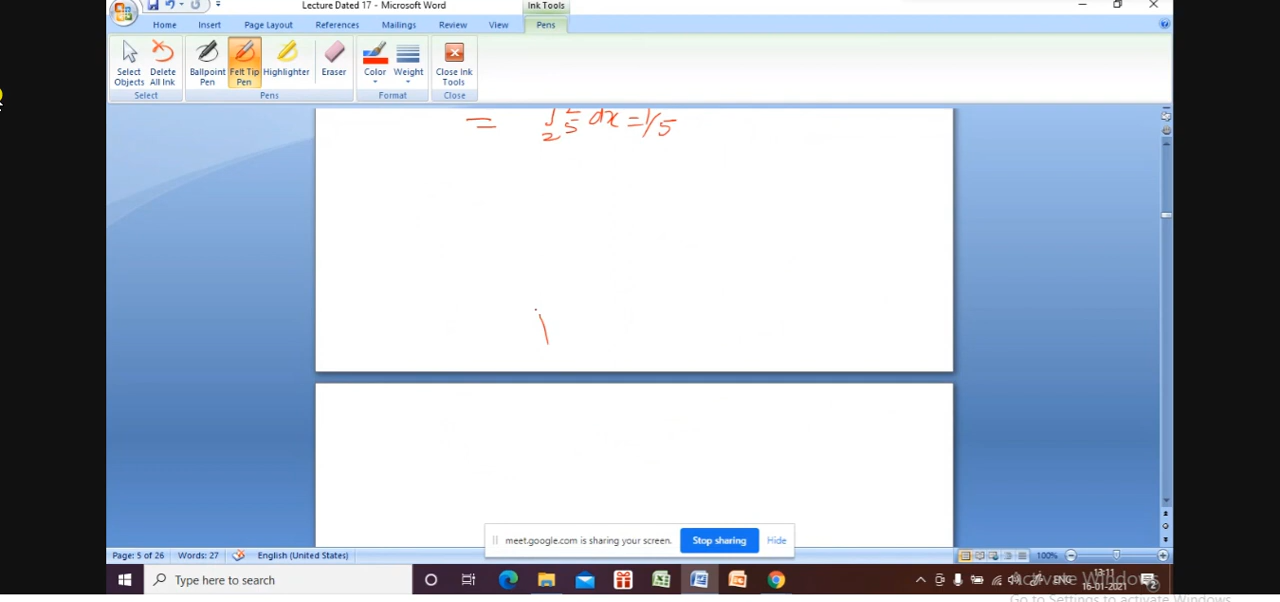 Lecture Dated 17 - Microsoft Word
Ink Tools
Home Insert Page Layout References Mailings Review View Pens
Select Objects
Delete All Ink
Ballpoint Pen
Felt Tip Pen
Highlighter
Eraser
Color
Weight
Close Ink Tools
Select
Pens
Format
Close
= ∫ 2 5 dx = 1/5
meet.google.com is sharing your screen. Stop sharing Hide
Page: 5 of 26 Words: 27 English (United States) 100%
Type here to search
Activate Windows
ENG
13:11
16-01-2021
2
Go to Settings to activate Windows.